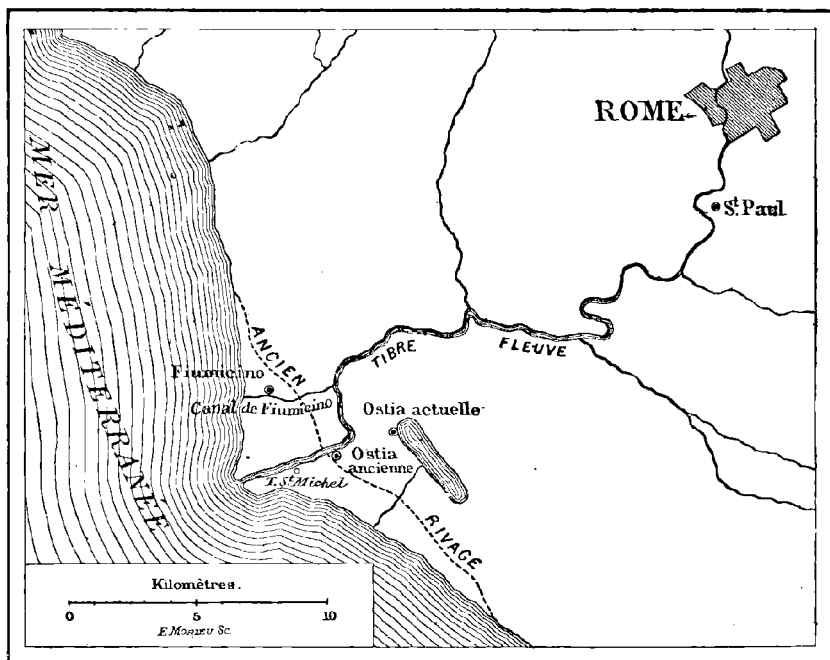 ROME
St. Paul
MER
MÉDITERRANÉE
ANCIEN
TIBRE
FLEUVE
Fiumicino
Canal de Fiumicino
Ostia actuelle
Ostia
ancienne
T. St. Michel
RIVAGE
Kilomètres.
0 5 10
E. MORIEU Sc.